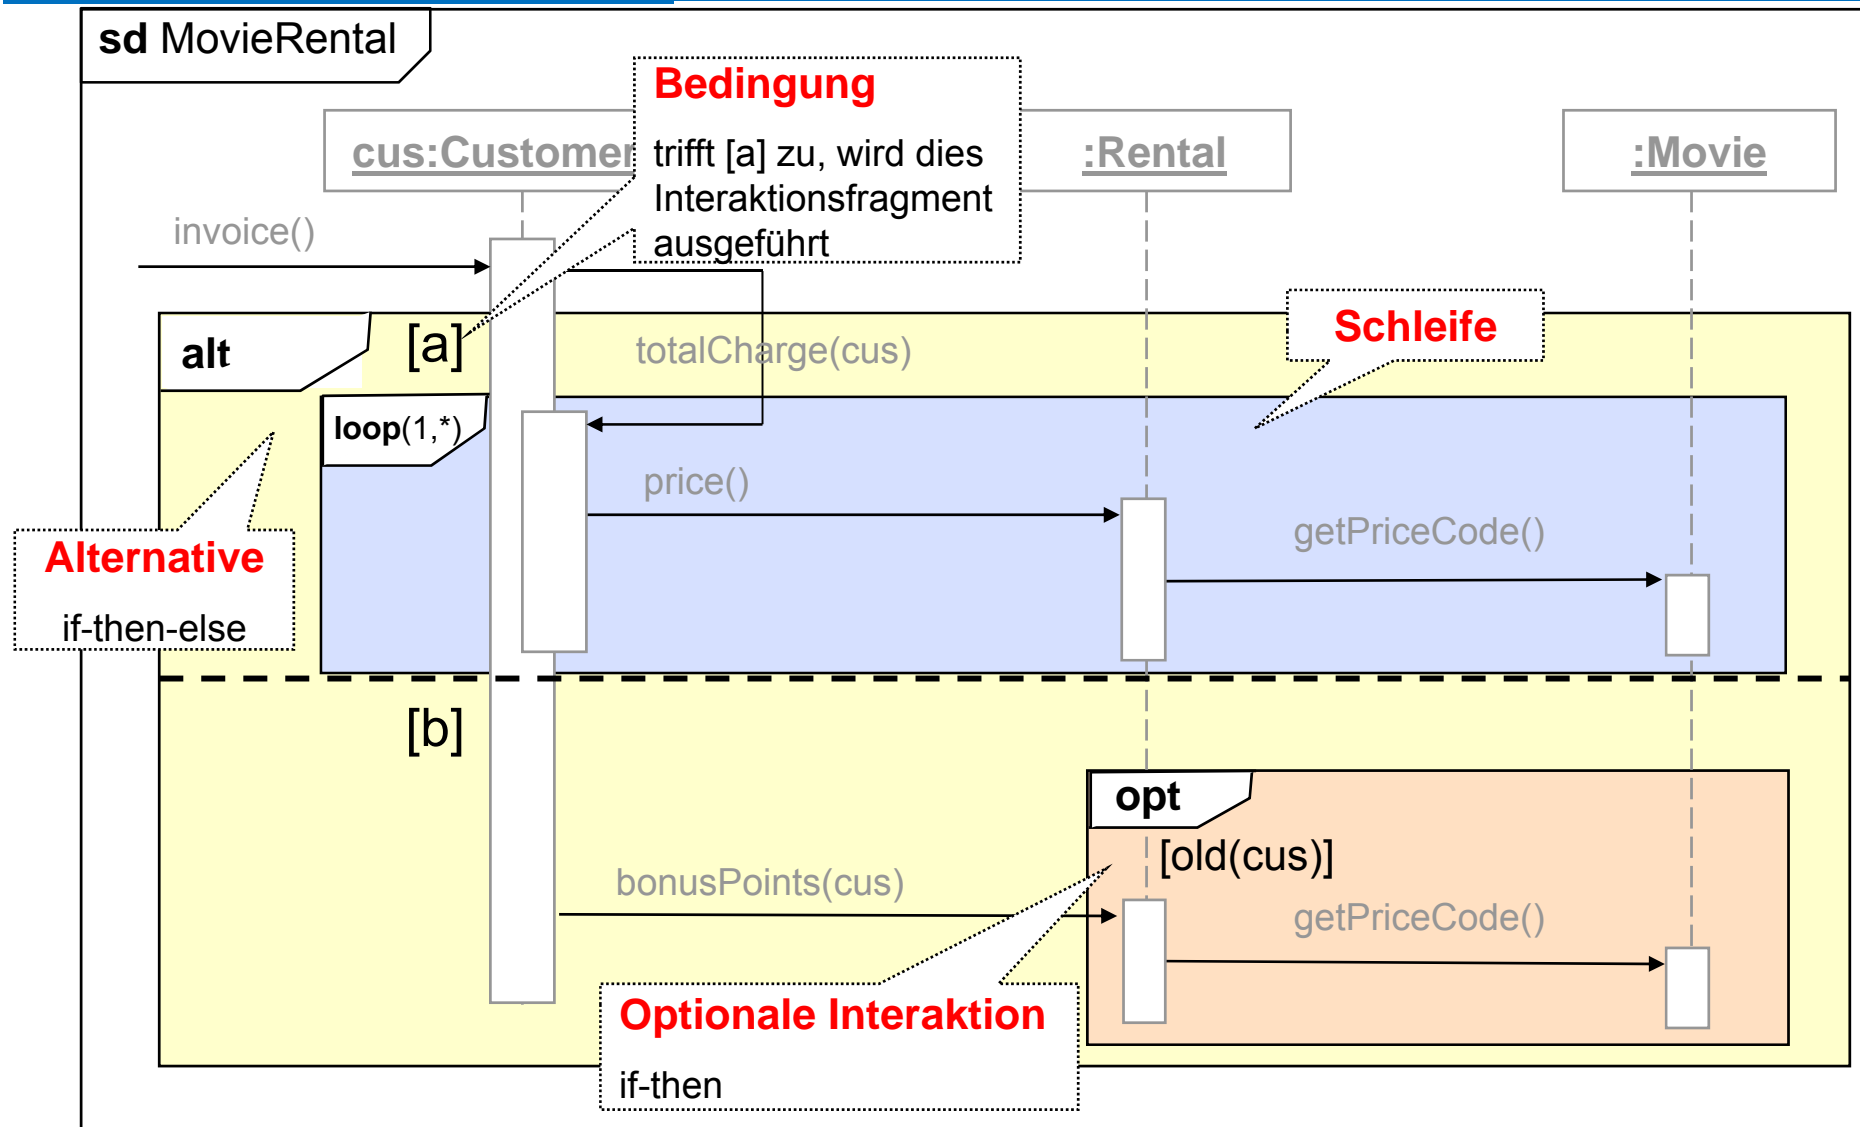 sd MovieRental
Bedingung
trifft [a] zu, wird dies
Interaktionsfragment
ausgeführt
cus:Customer
:Rental
:Movie
invoice()
alt
[a]
totalCharge(cus)
Schleife
loop(1,*)
price()
getPriceCode()
Alternative
if-then-else
[b]
opt
[old(cus)]
bonusPoints(cus)
getPriceCode()
Optionale Interaktion
if-then